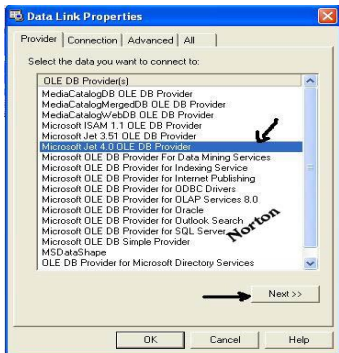 Data Link Properties
Provider Connection Advanced All
Select the data you want to connect to:
OLE DB Provider(s)
MediaCatalogDB OLE DB Provider
MediaCatalogMergedDB OLE DB Provider
MediaCatalogWebDB OLE DB Provider
Microsoft ISAM 1.1 OLE DB Provider
Microsoft Jet 3.51 OLE DB Provider
Microsoft Jet 4.0 OLE DB Provider
Microsoft OLE DB Provider For Data Mining Services
Microsoft OLE DB Provider for Indexing Service
Microsoft OLE DB Provider for Internet Publishing
Microsoft OLE DB Provider for ODBC Drivers
Microsoft OLE DB Provider for OLAP Services 8.0
Microsoft OLE DB Provider for Oracle
Microsoft OLE DB Provider for Outlook Search
Microsoft OLE DB Provider for SQL Server
Microsoft OLE DB Simple Provider
MSDataShape
OLE DB Provider for Microsoft Directory Services
Norton
Next >>
OK Cancel Help